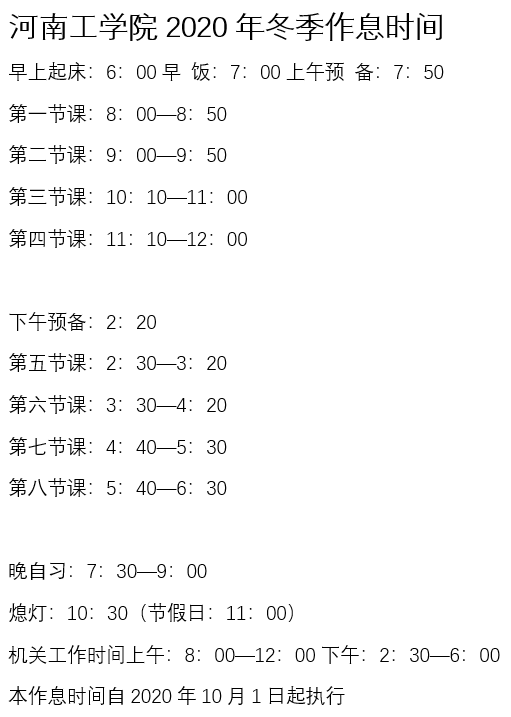 河南工学院 2020 年冬季作息时间
早上起床：6：00 早 饭：7：00 上午预 备：7：50
第一节课：8：00—8：50
第二节课：9：00—9：50
第三节课：10：10—11：00
第四节课：11：10—12：00
下午预备：2：20
第五节课：2：30—3：20
第六节课：3：30—4：20
第七节课：4：40—5：30
第八节课：5：40—6：30
晚自习：7：30—9：00
熄灯：10：30（节假日：11：00）
机关工作时间上午：8：00—12：00 下午：2：30—6：00
本作息时间自 2020 年 10 月 1 日起执行